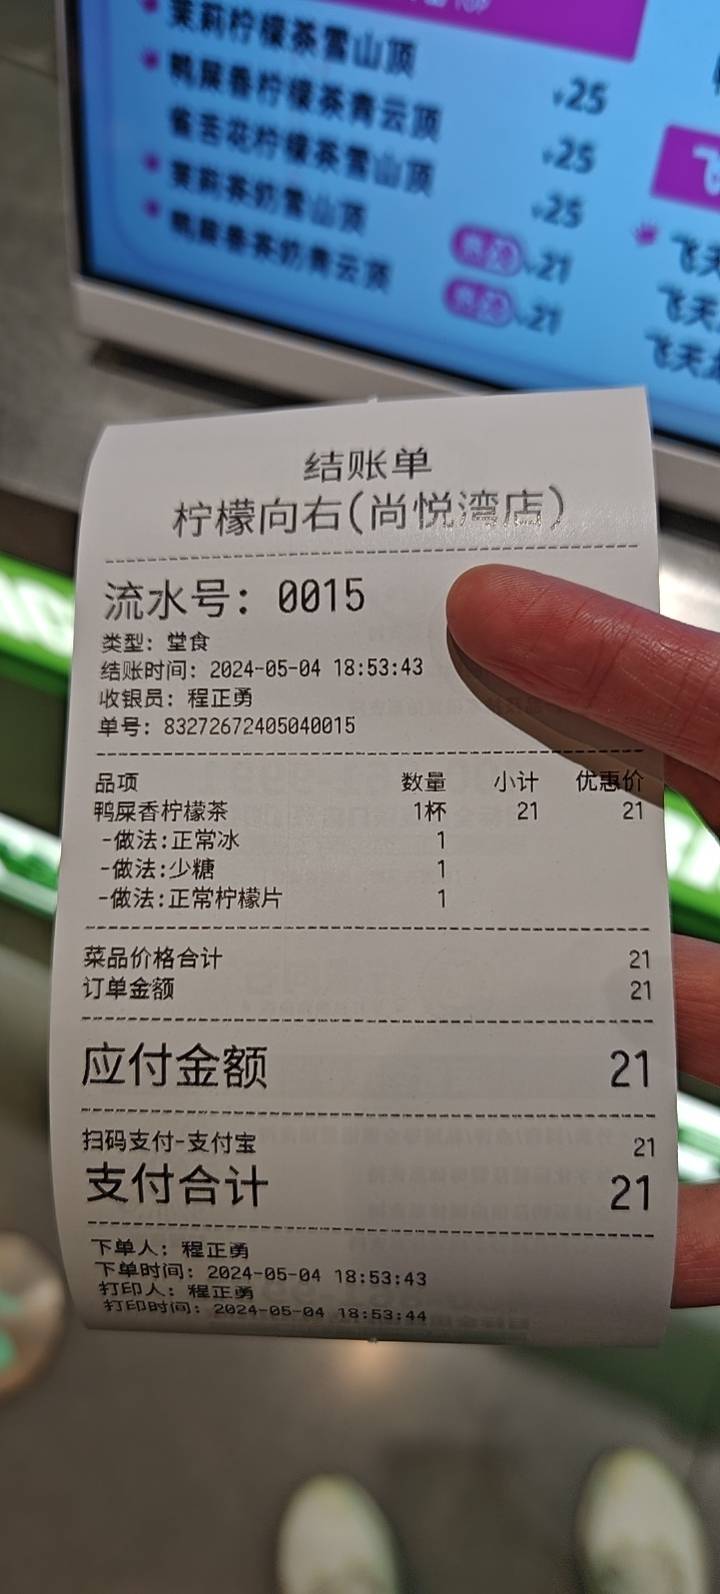 茉莉柠檬茶雪山顶 ¥25
鸭屎香柠檬茶青云顶 ¥25
雀舌花柠檬茶雪山顶 ¥25
茉莉茶奶雪山顶 ¥21
鸭屎香茶奶青云顶 ¥21
飞天
飞天
飞天
结账单
柠檬向右(尚悦湾店)
流水号: 0015
类型: 堂食
结账时间: 2024-05-04 18:53:43
收银员: 程正勇
单号: 83272672405040015
品项 数量 小计 优惠价
鸭屎香柠檬茶 1杯 21 21
-做法:正常冰 1
-做法:少糖 1
-做法:正常柠檬片 1
菜品价格合计 21
订单金额 21
应付金额 21
扫码支付-支付宝 21
支付合计 21
下单人: 程正勇
下单时间: 2024-05-04 18:53:43
打印人: 程正勇
打印时间: 2024-05-04 18:53:44